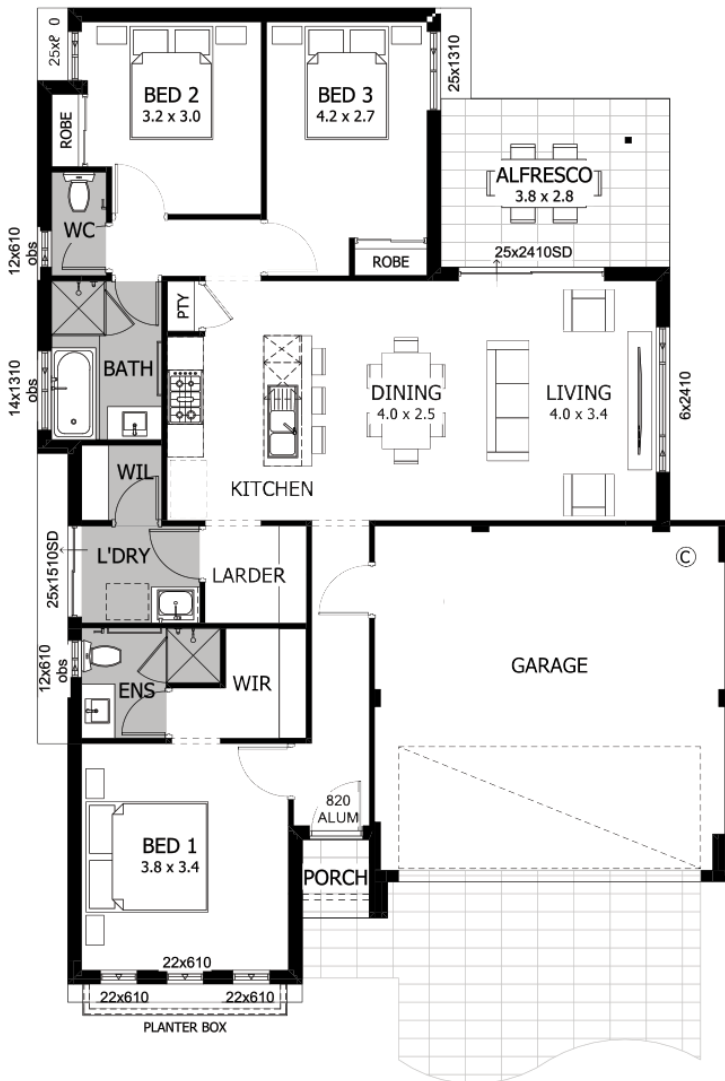 25x1310
BED 2
3.2 x 3.0
BED 3
4.2 x 2.7
ROBE
ALFRESCO
3.8 x 2.8
WC
12x610
obs
ROBE
25x2410SD
PTY
BATH
14x1310
obs
DINING
4.0 x 2.5
LIVING
4.0 x 3.4
6x2410
WIL
KITCHEN
L'DRY
25x1510SD
LARDER
C
GARAGE
12x610
obs
ENS
WIR
820
ALUM
BED 1
3.8 x 3.4
PORCH
22x610
22x610
22x610
PLANTER BOX